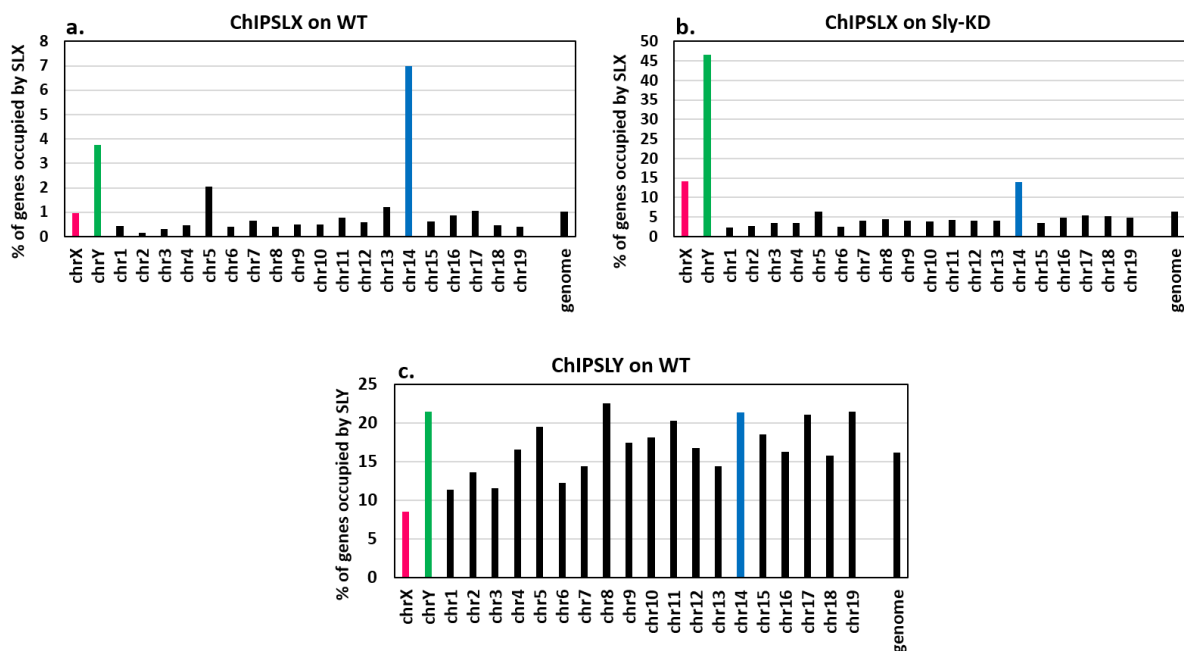 a.
ChIPSLX on WT
% of genes occupied by SLX
8
7
6
5
4
3
2
1
0
chrX
chrY
chr1
chr2
chr3
chr4
chr5
chr6
chr7
chr8
chr9
chr10
chr11
chr12
chr13
chr14
chr15
chr16
chr17
chr18
chr19
genome
b.
ChIPSLX on Sly-KD
% of genes occupied by SLX
50
45
40
35
30
25
20
15
10
5
0
chrX
chrY
chr1
chr2
chr3
chr4
chr5
chr6
chr7
chr8
chr9
chr10
chr11
chr12
chr13
chr14
chr15
chr16
chr17
chr18
chr19
genome
c.
ChIPSLY on WT
% of genes occupied by SLY
25
20
15
10
5
0
chrX
chrY
chr1
chr2
chr3
chr4
chr5
chr6
chr7
chr8
chr9
chr10
chr11
chr12
chr13
chr14
chr15
chr16
chr17
chr18
chr19
genome